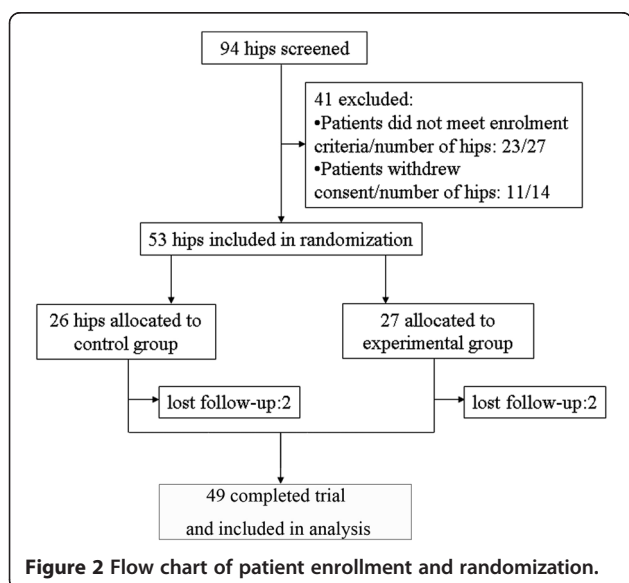 94 hips screened
41 excluded:
•Patients did not meet enrolment
criteria/number of hips: 23/27
•Patients withdrew
consent/number of hips: 11/14
53 hips included in randomization
26 hips allocated to
control group
27 allocated to
experimental group
lost follow-up:2
lost follow-up:2
49 completed trial
and included in analysis
Figure 2 Flow chart of patient enrollment and randomization.